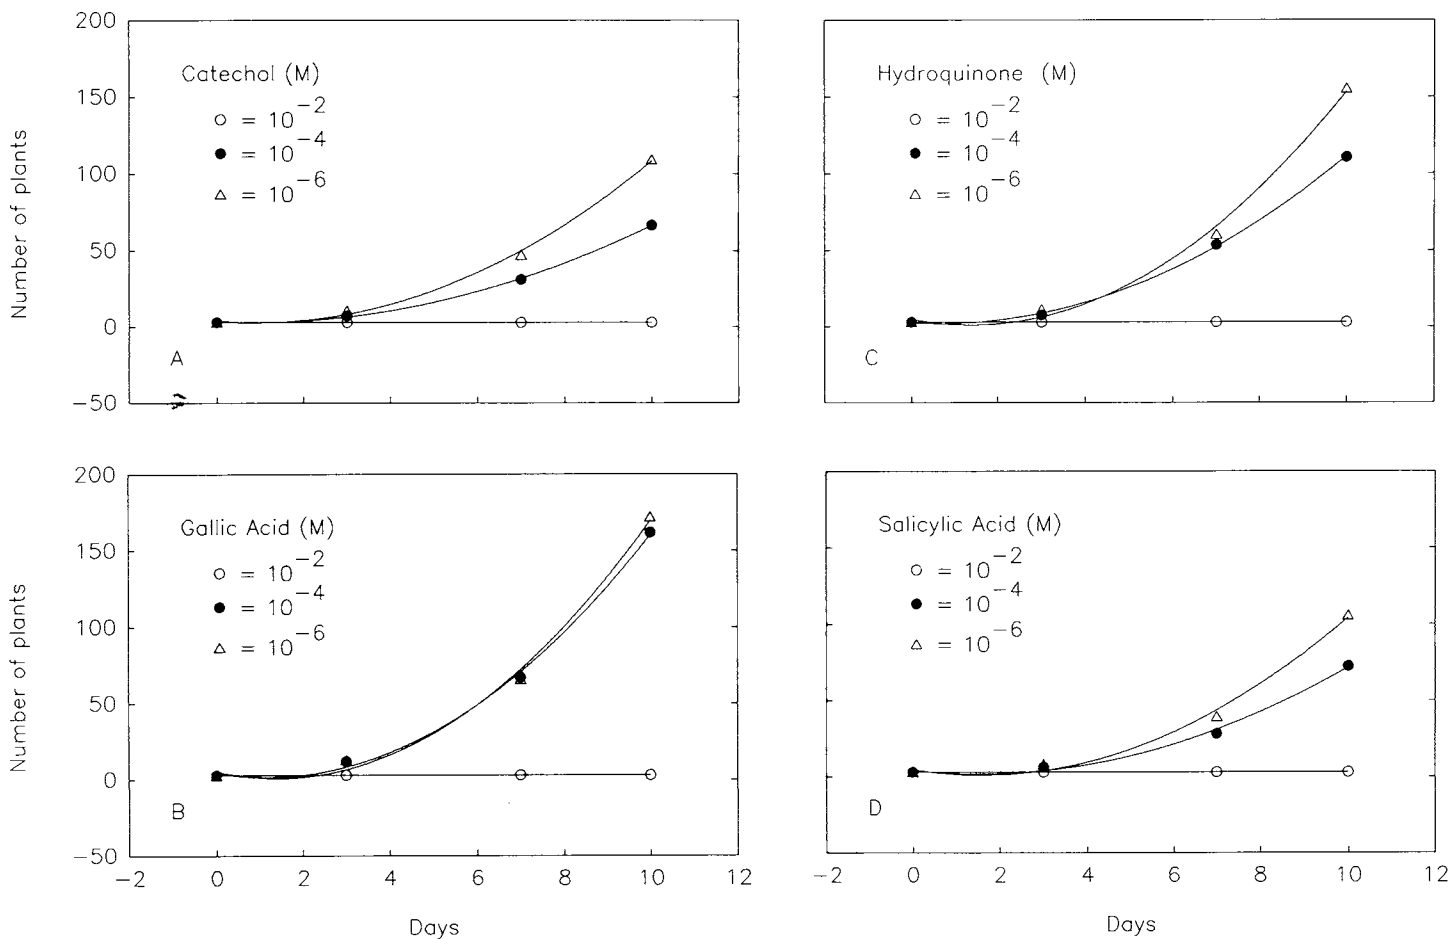 200
150
100
50
0
−50
Number of plants
Catechol (M)
○ = 10⁻²
● = 10⁻⁴
△ = 10⁻⁶
A
Hydroquinone (M)
○ = 10⁻²
● = 10⁻⁴
△ = 10⁻⁶
C
200
150
100
50
0
−50
Number of plants
Gallic Acid (M)
○ = 10⁻²
● = 10⁻⁴
△ = 10⁻⁶
B
−2 0 2 4 6 8 10 12
Days
Salicylic Acid (M)
○ = 10⁻²
● = 10⁻⁴
△ = 10⁻⁶
D
−2 0 2 4 6 8 10 12
Days